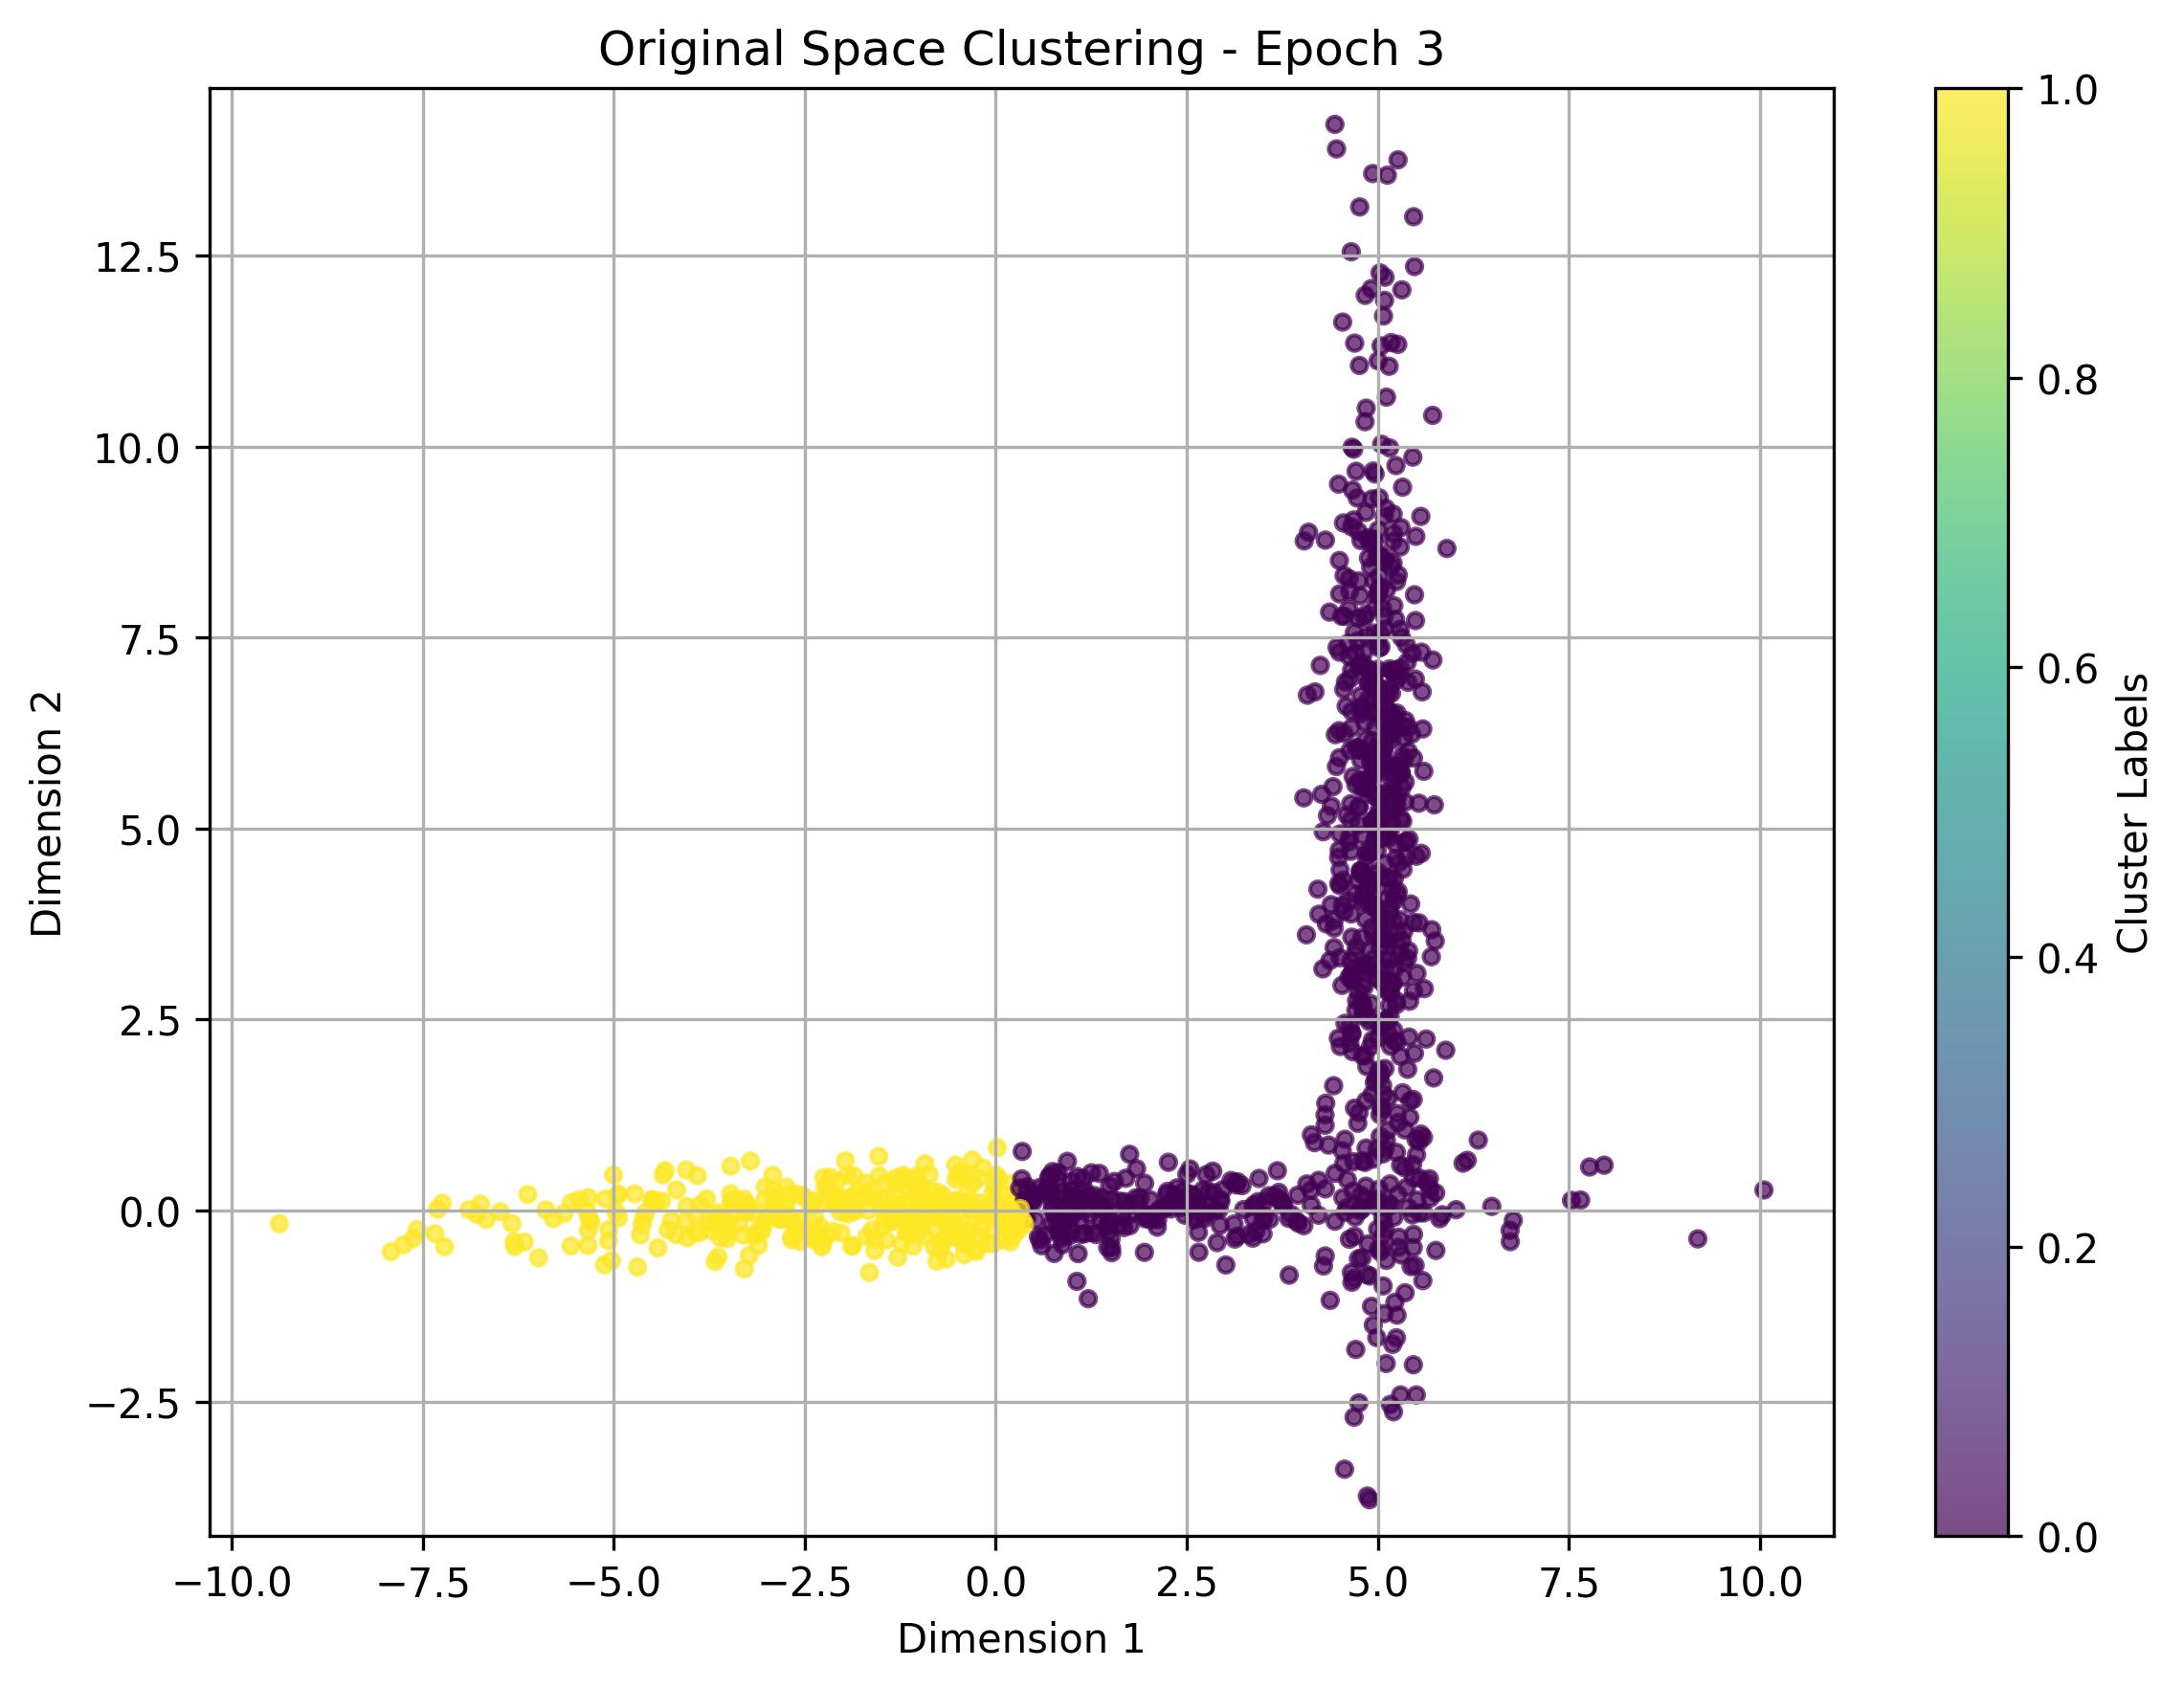 Original Space Clustering - Epoch 3
12.5
10.0
7.5
5.0
2.5
0.0
−2.5
Dimension 2
−10.0 −7.5 −5.0 −2.5 0.0 2.5 5.0 7.5 10.0
Dimension 1
1.0
0.8
0.6
0.4
0.2
0.0
Cluster Labels